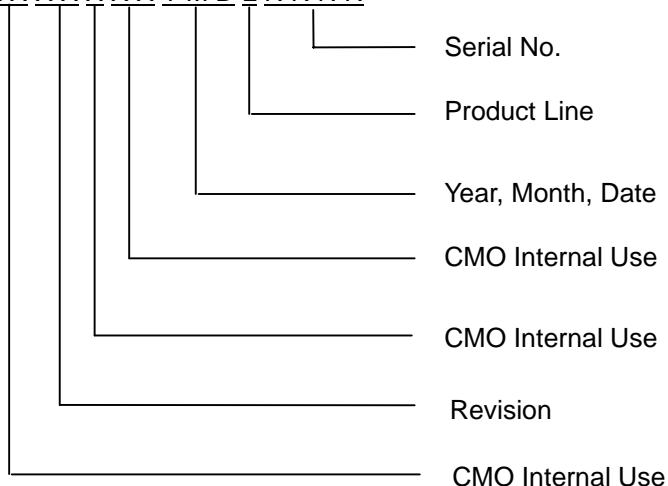 Serial No.
Product Line
Year, Month, Date
CMO Internal Use
CMO Internal Use
Revision
CMO Internal Use